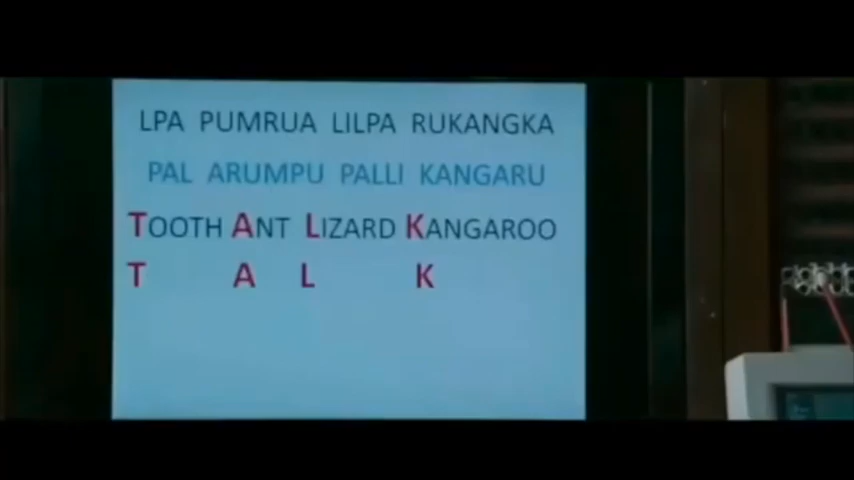 LPA PUMRUA LILPA RUKANGKA
PAL ARUMPU PALLI KANGARU
TOOTH ANT LIZARD KANGAROO
T A L K